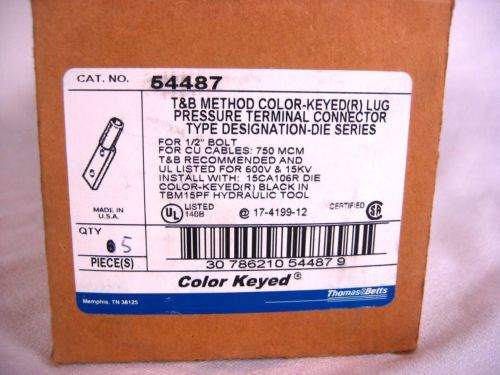 CAT. NO. 54487
T&B METHOD COLOR-KEYED(R) LUG
PRESSURE TERMINAL CONNECTOR
TYPE DESIGNATION-DIE SERIES
FOR 1/2" BOLT
FOR CU CABLES: 750 MCM
T&B RECOMMENDED AND
UL LISTED FOR 600V & 15KV
INSTALL WITH: 15CA106R DIE
COLOR-KEYED(R) BLACK IN
TBM15PF HYDRAULIC TOOL
MADE IN
U.S.A.
UL LISTED
140B
@ 17-4199-12
CERTIFIED SA
QTY
5
PIECE(S)
30 786210 54487 9
Color Keyed®
Memphis, TN 38125
Thomas&Betts